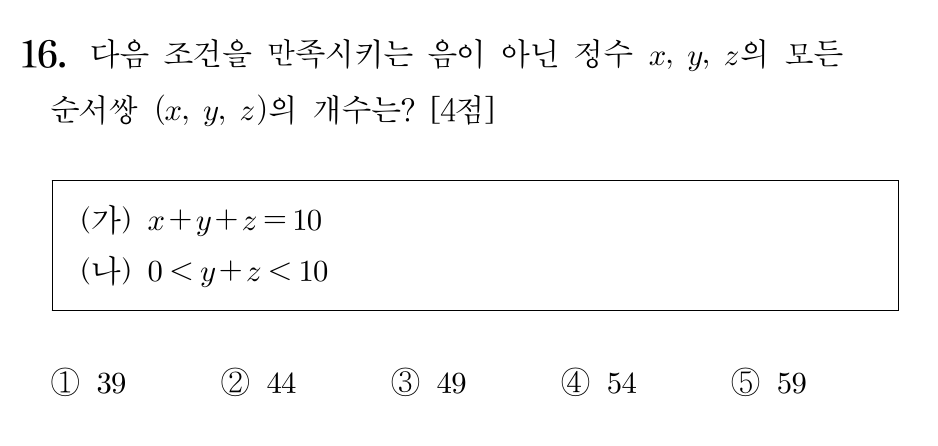 16. 다음 조건을 만족시키는 음이 아닌 정수 x, y, z의 모든
순서쌍 (x, y, z)의 개수는? [4점]
(가) x+y+z=10
(나) 0<y+z<10
① 39 ② 44 ③ 49 ④ 54 ⑤ 59